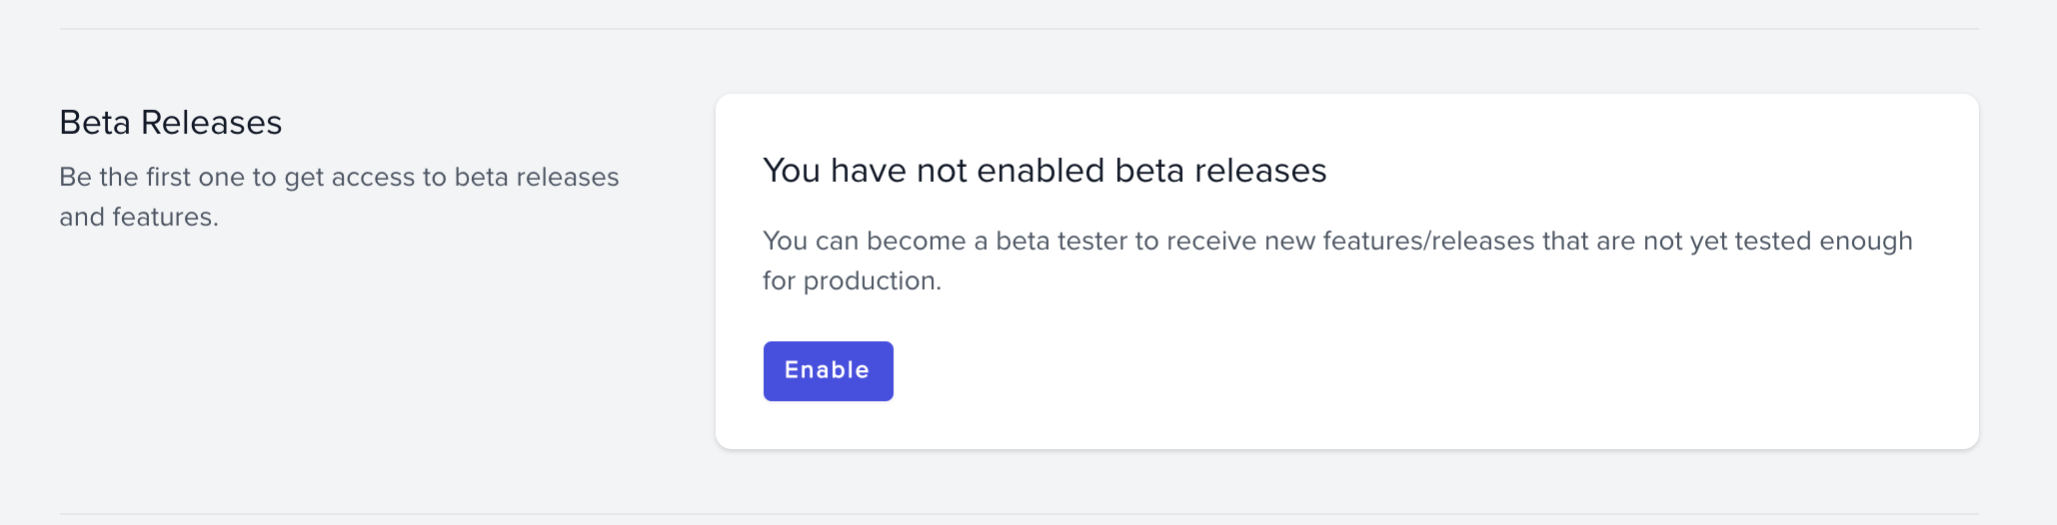 Beta Releases
Be the first one to get access to beta releases
and features.
You have not enabled beta releases
You can become a beta tester to receive new features/releases that are not yet tested enough
for production.
Enable